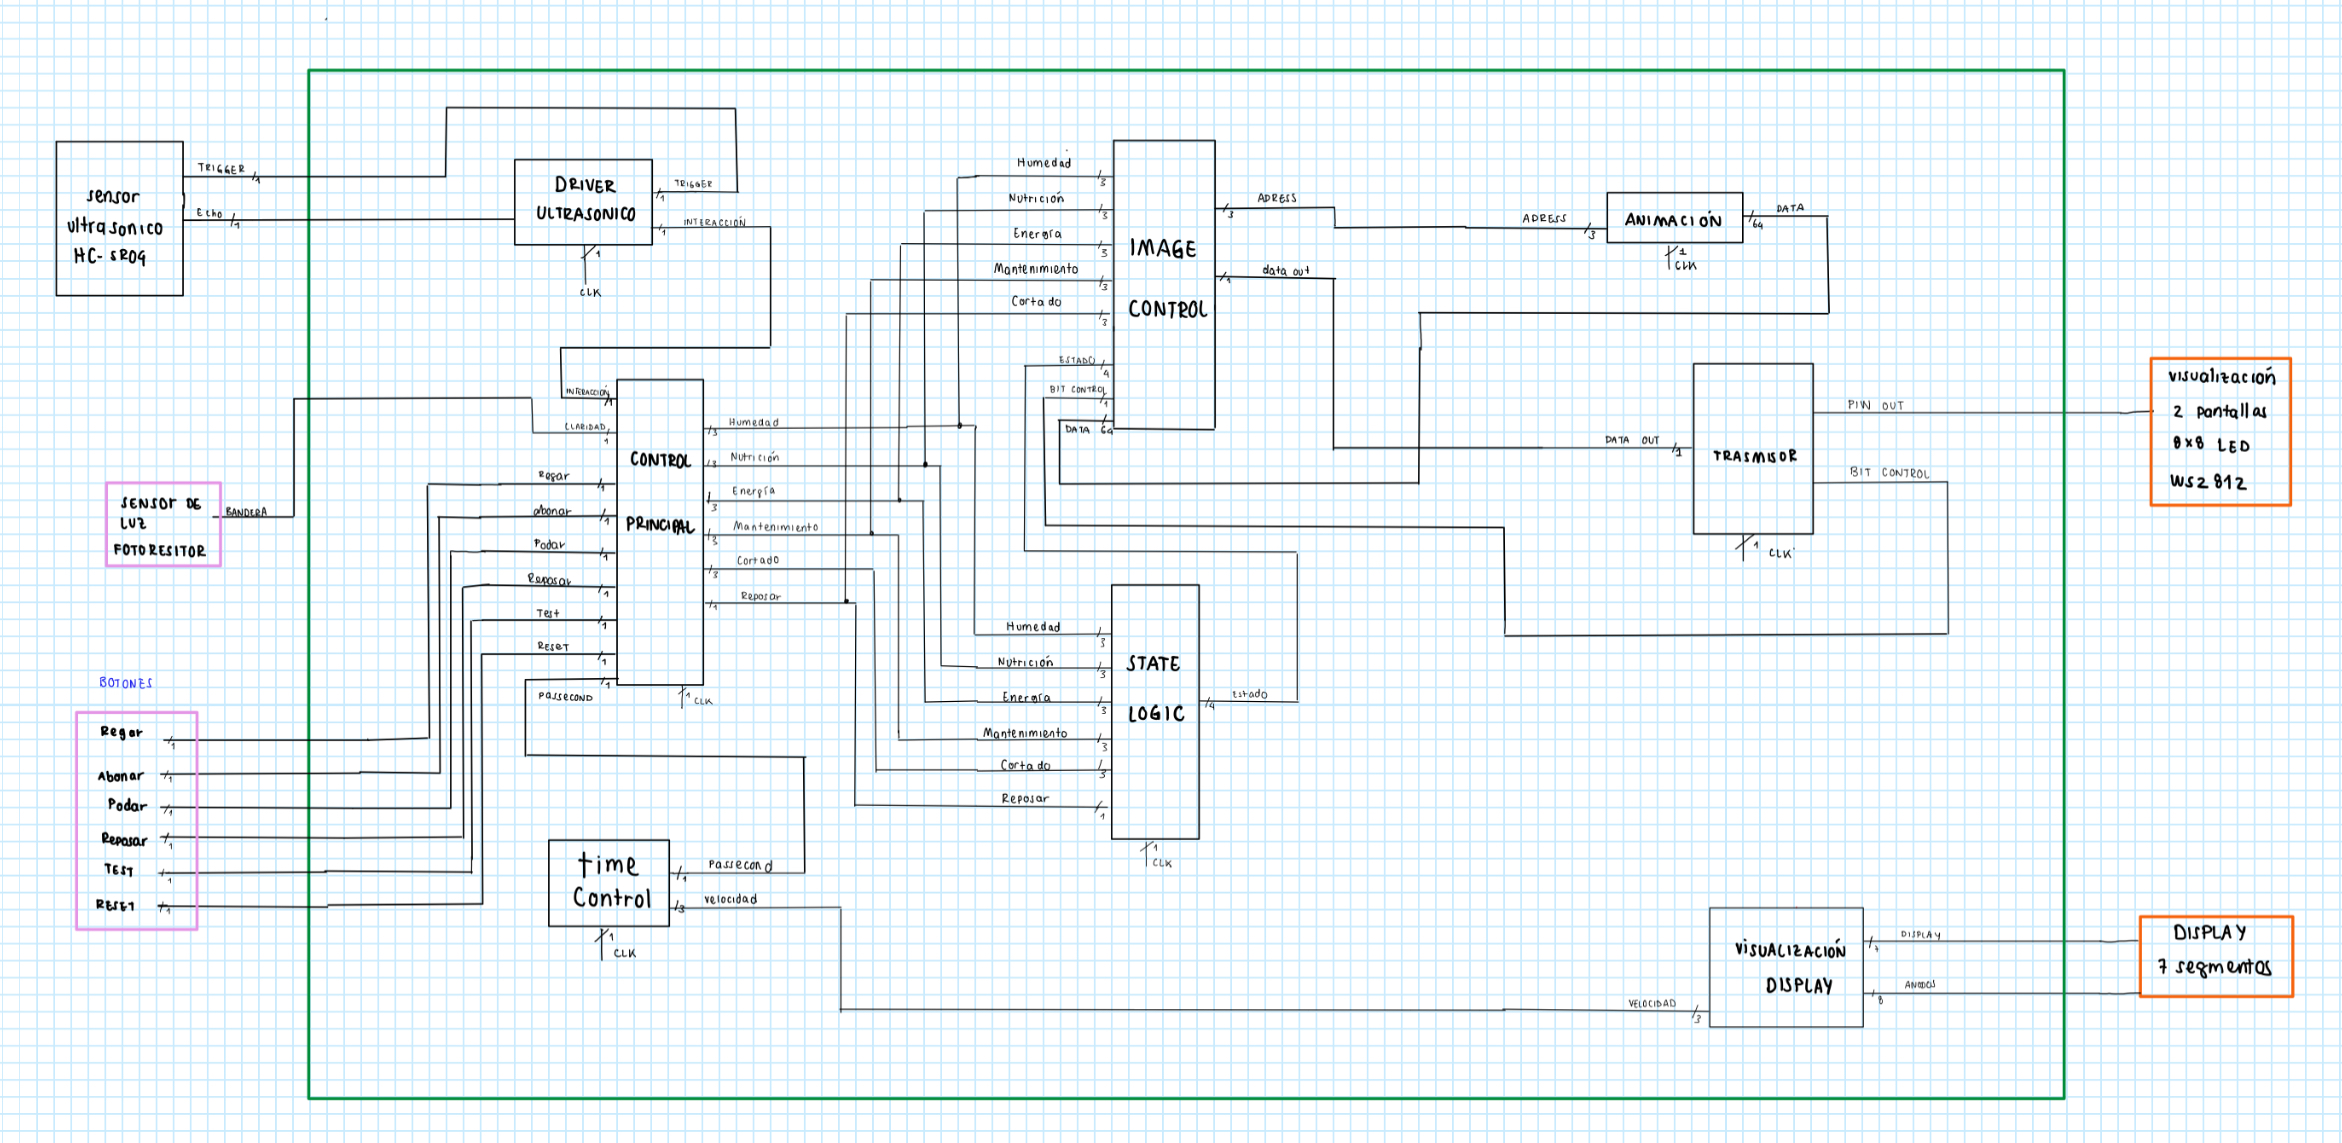 sensor
ultrasonico
HC-SR04
TRIGGER 1
Echo 1
DRIVER
ULTRASONICO
TRIGGER
1
INTERACCIÓN
1
1
CLK
SENSOR DE
LUZ
FOTORESITOR
BANDERA
BOTONES
Regar 1
Abonar 1
Podar 1
Reposar 1
TEST 1
RESET 1
INTERACCIÓN 1
CLARIDAD 1
Regar 1
abonar 1
Podar 1
Reposar 1
Test 1
RESET 1
PASSECOND 1
CONTROL
PRINCIPAL
1 CLK
3 Humedad
3 Nutrición
3 Energía
3 Mantenimiento
3 Cortado
1 Reposar
time
Control
1 Passecond
3 velocidad
1
CLK
Humedad 3
Nutrición 3
Energía 3
Mantenimiento 3
Cortado 3
ESTADO 4
BIT CONTROL 1
DATA 64
IMAGE
CONTROL
3 ADRESS
1 data out
Humedad 3
Nutrición 3
Energía 3
Mantenimiento 3
Cortado 3
Reposar 1
STATE
LOGIC
4 Estado
1
CLK
ADRESS 3
ANIMACIÓN
DATA
64
1
CLK
DATA OUT 1
TRASMISOR
PIN OUT
BIT CONTROL
1 CLK
visualización
2 pantallas
8x8 LED
WS2812
VELOCIDAD 3
VISUALIZACIÓN
DISPLAY
DISPLAY
7
ANODOS
8
DISPLAY
7 segmentos